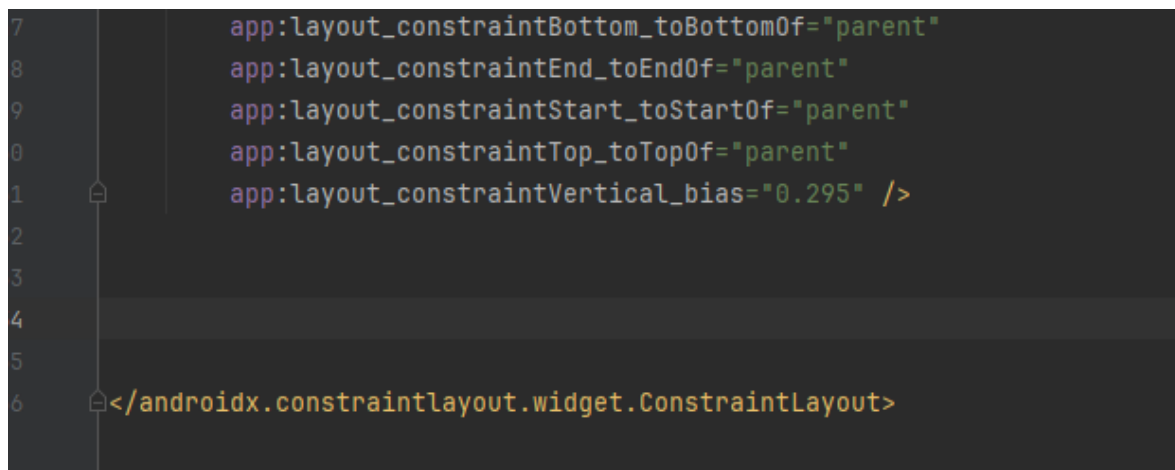 7 app:layout_constraintBottom_toBottomOf="parent"
8 app:layout_constraintEnd_toEndOf="parent"
9 app:layout_constraintStart_toStartOf="parent"
0 app:layout_constraintTop_toTopOf="parent"
1 app:layout_constraintVertical_bias="0.295" />
2
3
4
5
6 </androidx.constraintlayout.widget.ConstraintLayout>